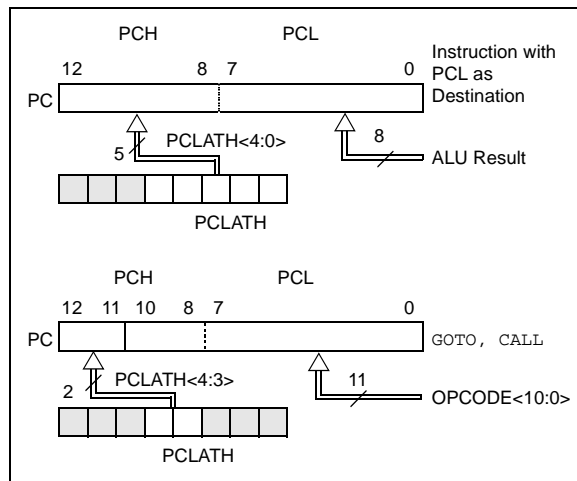 PCH PCL
12 8 7 0
Instruction with
PCL as
Destination
PC
5
PCLATH<4:0>
8
ALU Result
PCLATH
PCH PCL
12 11 10 8 7 0
PC
GOTO, CALL
2
PCLATH<4:3>
11
OPCODE<10:0>
PCLATH